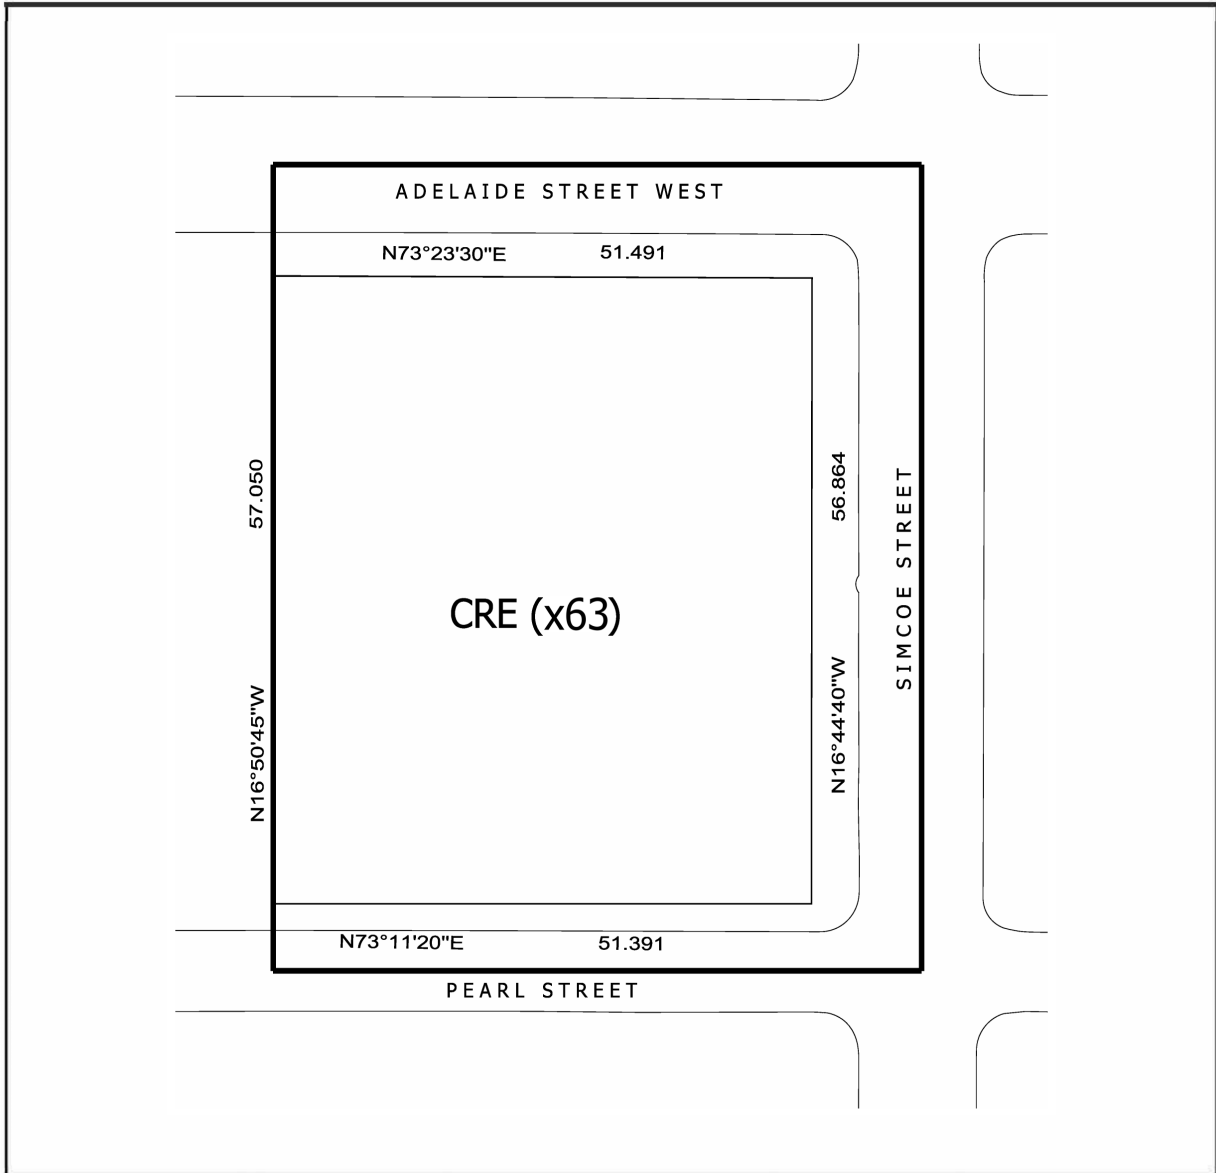 ADELAIDE STREET WEST
N73°23'30"E 51.491
57.050
56.864
SIMCOE STREET
CRE (x63)
N16°50'45"W
N16°44'40"W
N73°11'20"E 51.391
PEARL STREET